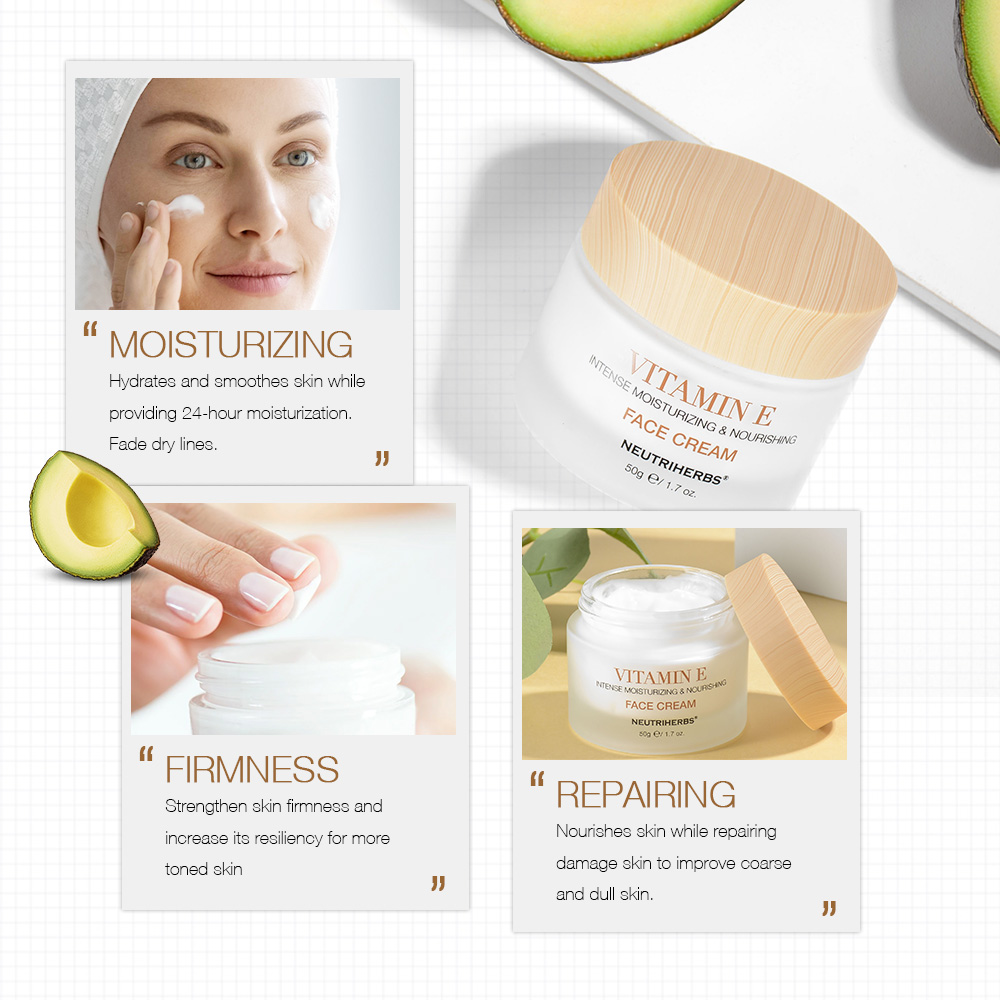 “ MOISTURIZING
Hydrates and smoothes skin while
providing 24-hour moisturization.
Fade dry lines.
”
VITAMIN E
INTENSE MOISTURIZING & NOURISHING
FACE CREAM
NEUTRIHERBS®
50g ℮/ 1.7 oz.
“ FIRMNESS
Strengthen skin firmness and
increase its resiliency for more
toned skin
”
VITAMIN E
INTENSE MOISTURIZING & NOURISHING
FACE CREAM
NEUTRIHERBS®
50g ℮/ 1.7 oz.
“ REPAIRING
Nourishes skin while repairing
damage skin to improve coarse
and dull skin.
”